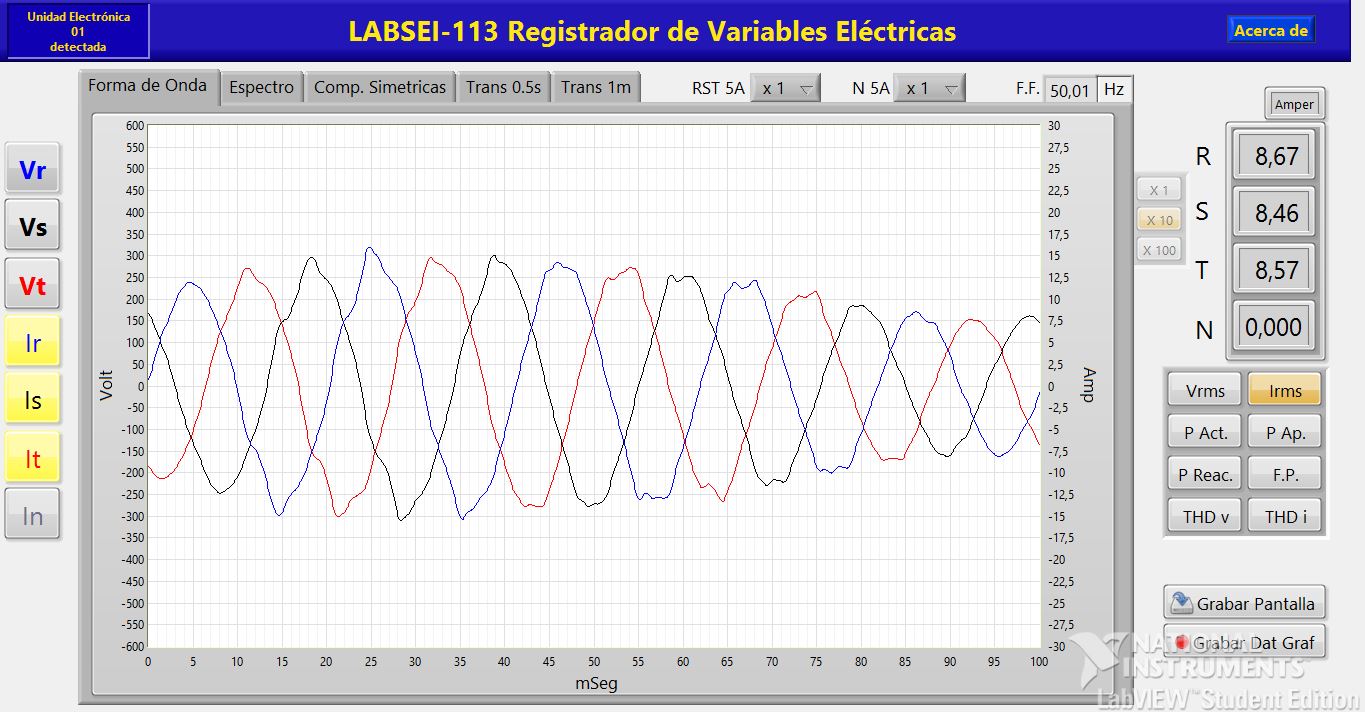 Unidad Electrónica
01
detectada
LABSEI-113 Registrador de Variables Eléctricas
Acerca de
Forma de Onda
Espectro
Comp. Simetricas
Trans 0.5s
Trans 1m
RST 5A
x 1
N 5A
x 1
F.F.
50,01
Hz
Vr
Vs
Vt
Ir
Is
It
In
Volt
600
550
500
450
400
350
300
250
200
150
100
50
0
-50
-100
-150
-200
-250
-300
-350
-400
-450
-500
-550
-600
0
5
10
15
20
25
30
35
40
45
50
55
60
65
70
75
80
85
90
95
100
mSeg
30
27,5
25
22,5
20
17,5
15
12,5
10
7,5
5
2,5
0
-2,5
-5
-7,5
-10
-12,5
-15
-17,5
-20
-22,5
-25
-27,5
-30
Amp
X 1
X 10
X 100
Amper
R
8,67
S
8,46
T
8,57
N
0,000
Vrms
Irms
P Act.
P Ap.
P Reac.
F.P.
THD v
THD i
Grabar Pantalla
Grabar Dat Graf
NATIONAL
INSTRUMENTS™
LabVIEW™ Student Edition